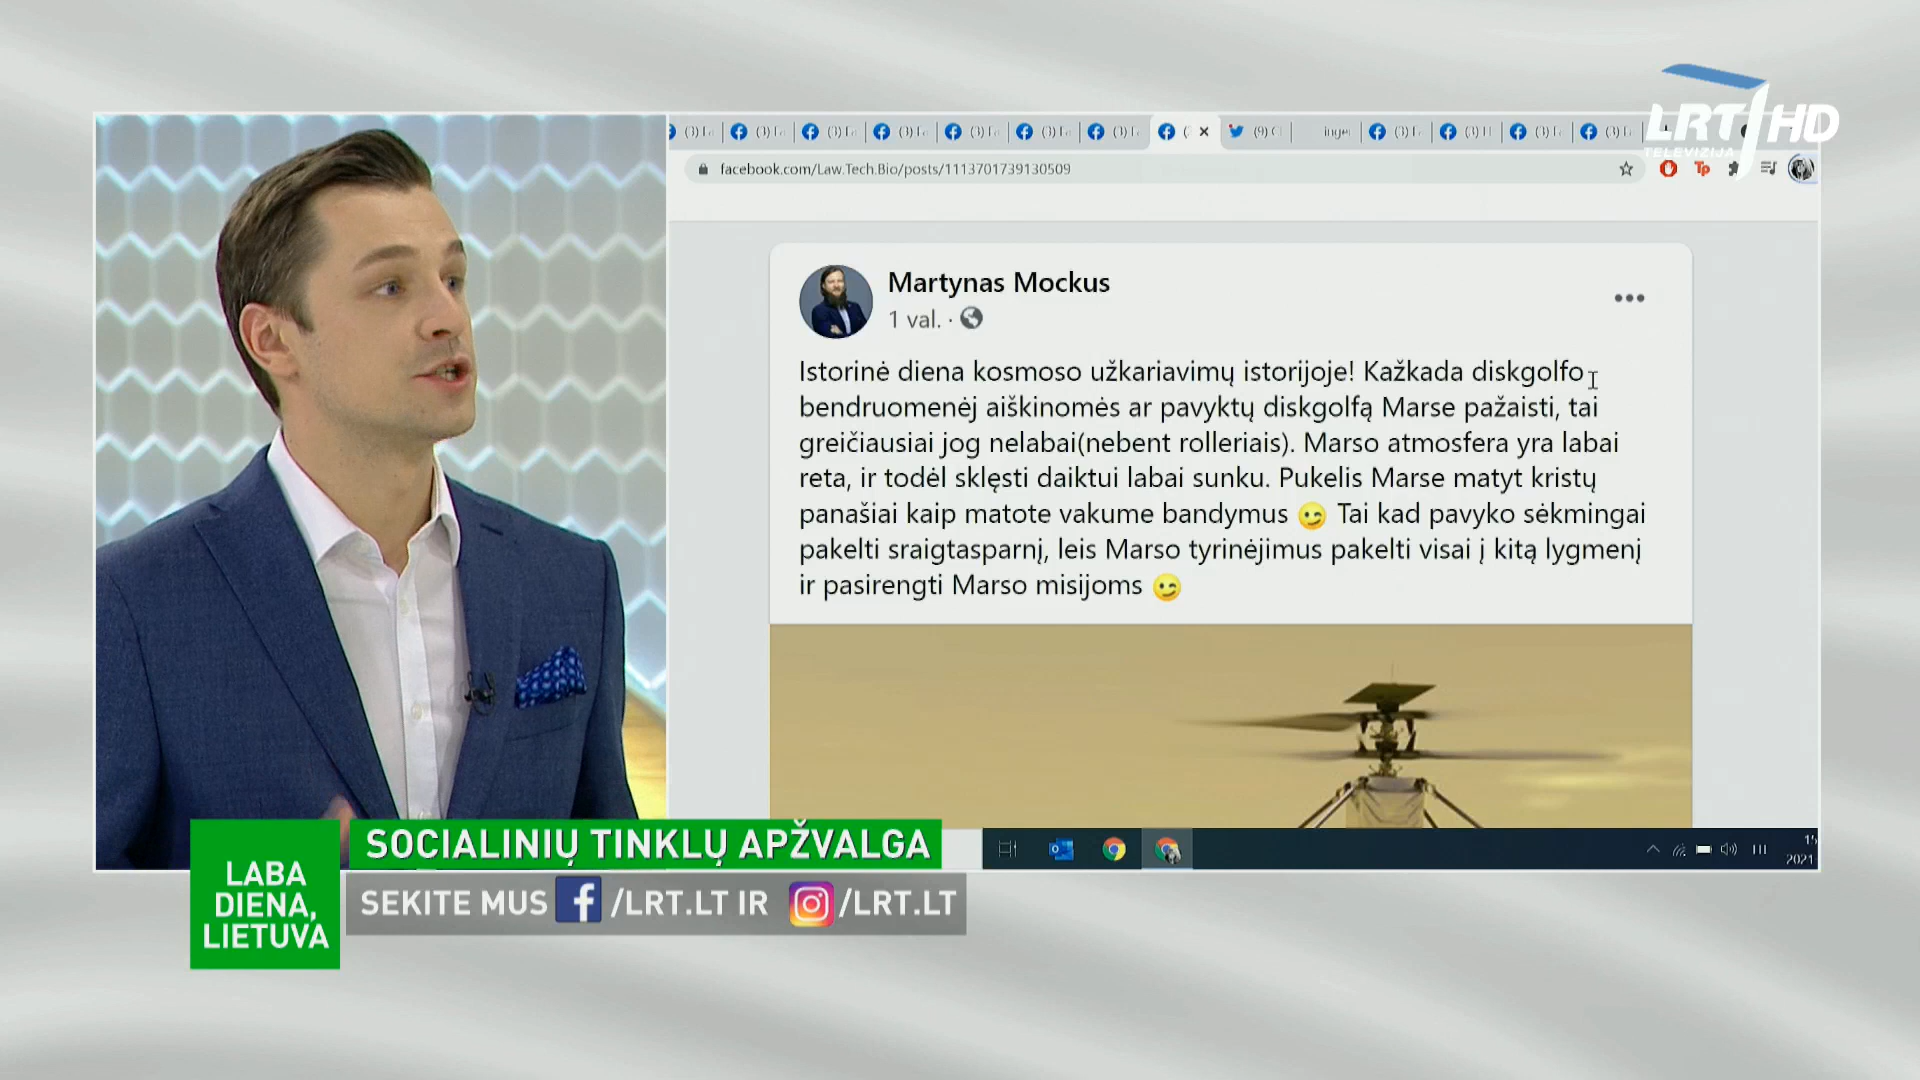 LRT HD
TELEVIZIJA
facebook.com/Law.Tech.Bio/posts/1113701739130509
Martynas Mockus
1 val. ·
Istorinė diena kosmoso užkariavimų istorijoje! Kažkada diskgolfo
bendruomenėj aiškinomės ar pavyktų diskgolfą Marse pažaisti, tai
greičiausiai jog nelabai(nebent rolleriais). Marso atmosfera yra labai
reta, ir todėl sklęsti daiktui labai sunku. Pukelis Marse matyt kristų
panašiai kaip matote vakume bandymus 😉 Tai kad pavyko sėkmingai
pakelti sraigtasparnį, leis Marso tyrinėjimus pakelti visai į kitą lygmenį
ir pasirengti Marso misijoms 😉
SOCIALINIŲ TINKLŲ APŽVALGA
LABA
DIENA,
LIETUVA
SEKITE MUS /LRT.LT IR /LRT.LT
2021